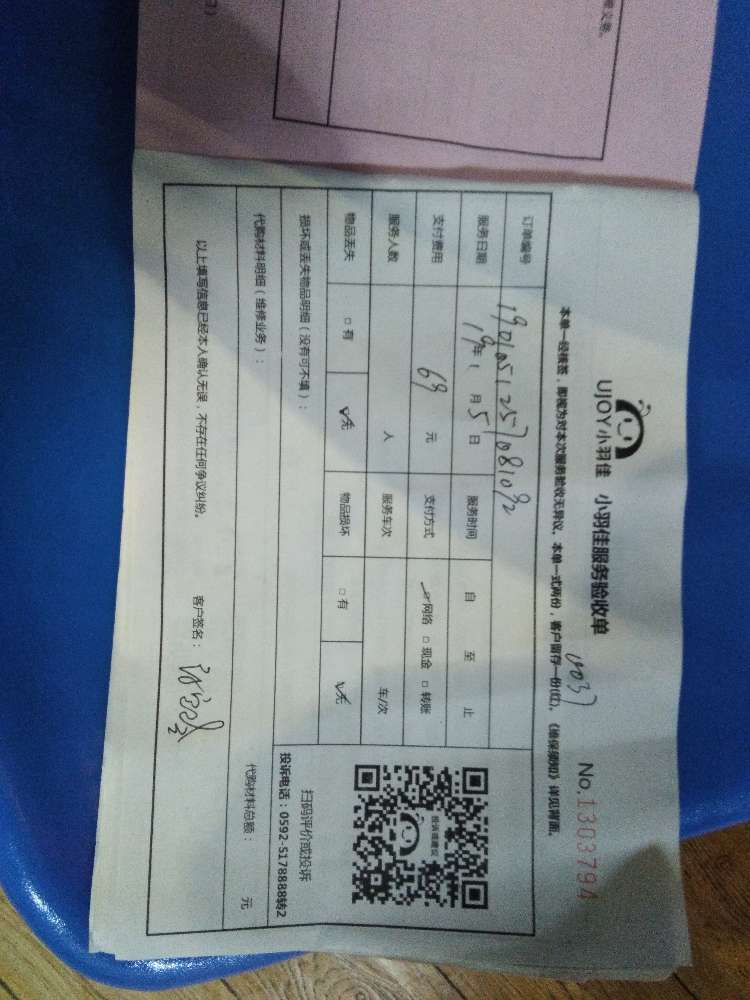 UJOY小羽佳 小羽佳服务验收单
No.1303794
本单一经核签，即视为对本次服务验收无异议。本单一式两份，客户留存一份(红)。《维保须知》详见背面。
订单编号 1901051257081092
服务日期 19年1月5日 服务时间 自 至 止
支付费用 69 元 支付方式 ☑网络 □现金 □转账
服务人数 人 服务车次 车/次
物品丢失 □有 ☑无 物品损坏 □有 ☑无
扫码评价或投诉
投诉电话：0592-5178888转2
损坏或丢失物品明细（没有可不填）：
代购材料明细（维修业务）： 代购材料总额： 元
以上填写信息已经本人确认无误，不存在任何争议纠纷。 客户签名：